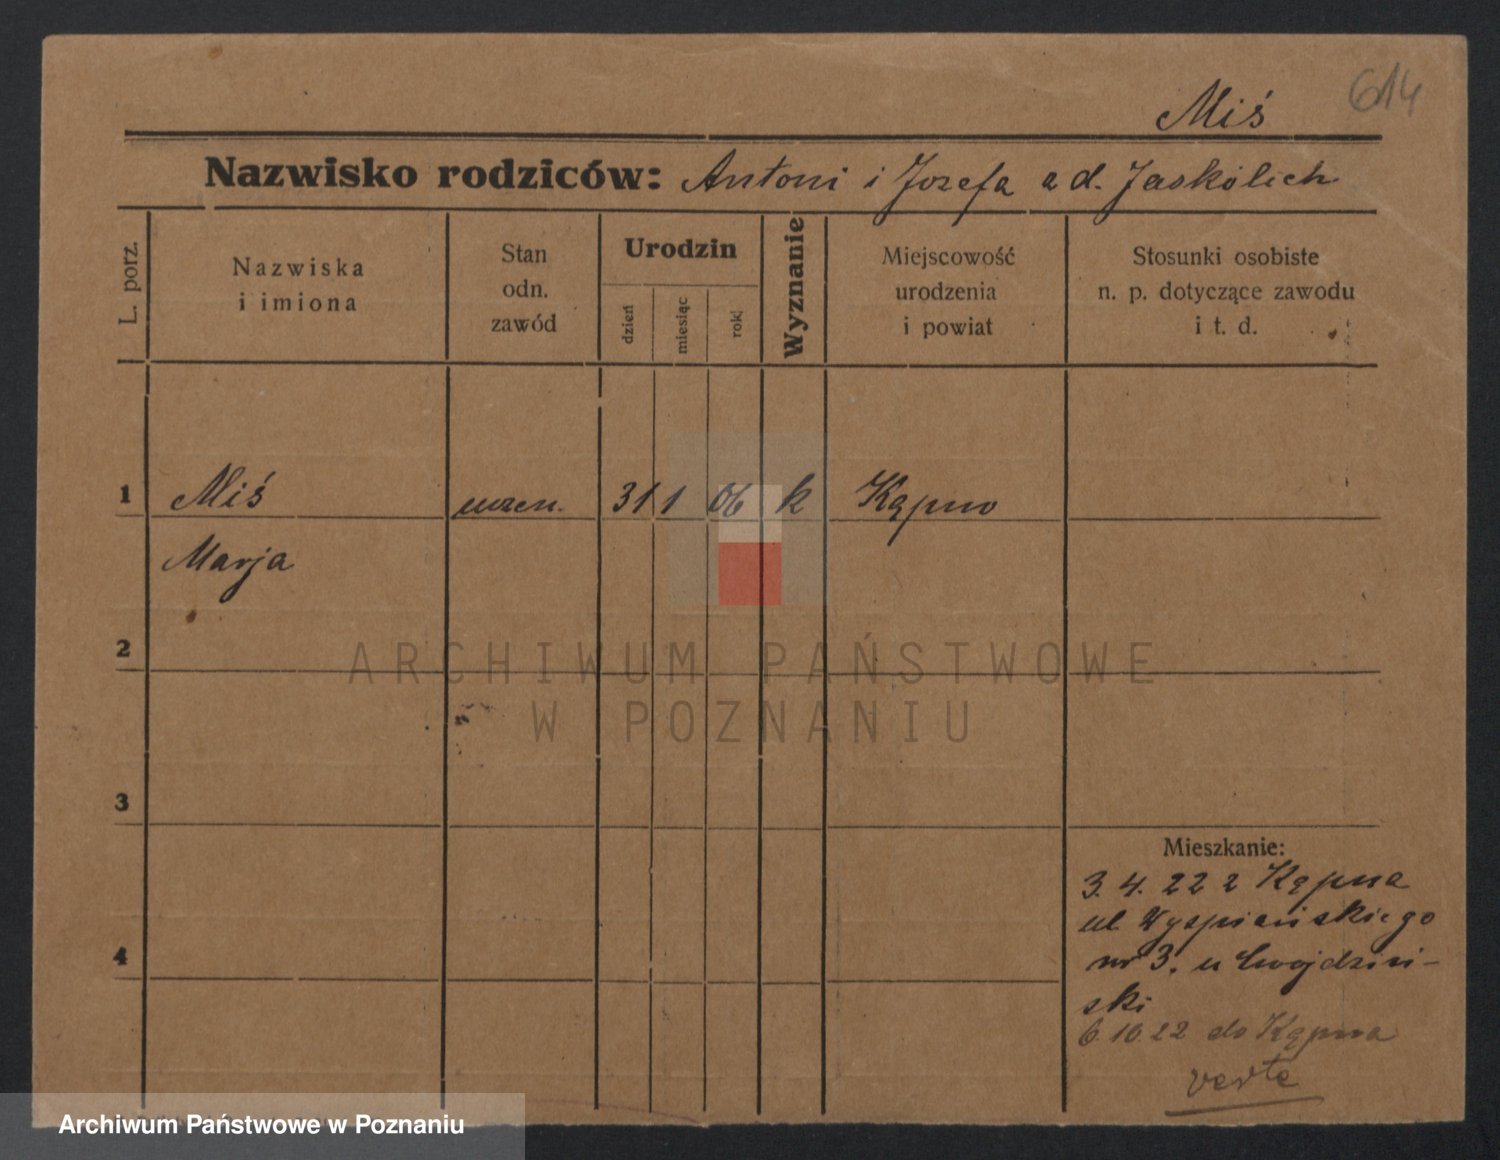 614
Miś
Nazwisko rodziców: Antoni i Jozefa z d. Jaskólich
L. porz.
Nazwiska
i imiona
Stan
odn.
zawód
Urodzin
dzień
miesiąc
rok
Wyznanie
Miejscowość
urodzenia
i powiat
Stosunki osobiste
n. p. dotyczące zawodu
i t. d.
1 Miś uczen. 31 1 06 k Kępno
Marja
2
ARCHIWUM PAŃSTWOWE
W POZNANIU
3
Mieszkanie:
3. 4. 22 z Kępna
ul Wyspiańskiego
4
nr 3. u
ski
6. 10. 22 do Kępna
verte
Archiwum Państwowe w Poznaniu